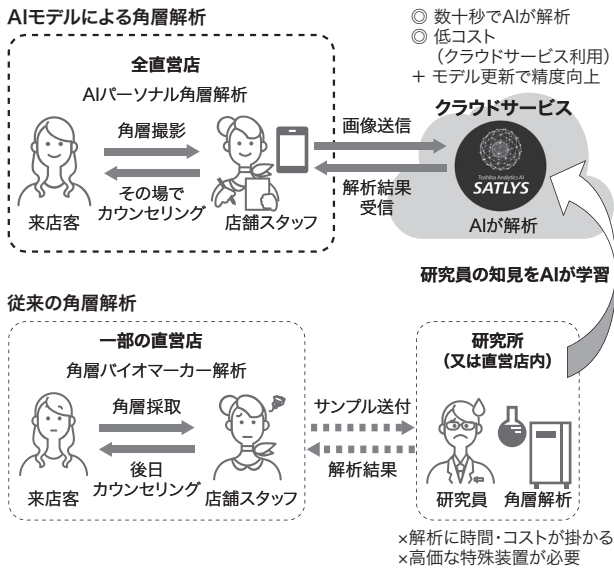 AIモデルによる角層解析
◎ 数十秒でAIが解析
◎ 低コスト
（クラウドサービス利用）
＋ モデル更新で精度向上
全直営店
AIパーソナル角層解析
角層撮影
その場で
カウンセリング
来店客
店舗スタッフ
画像送信
解析結果
受信
クラウドサービス
Toshiba Analytics AI
SATLYS
AIが解析
研究員の知見をAIが学習
従来の角層解析
一部の直営店
角層バイオマーカー解析
角層採取
後日
カウンセリング
来店客
店舗スタッフ
サンプル送付
解析結果
研究所
（又は直営店内）
研究員
角層解析
×解析に時間・コストが掛かる
×高価な特殊装置が必要